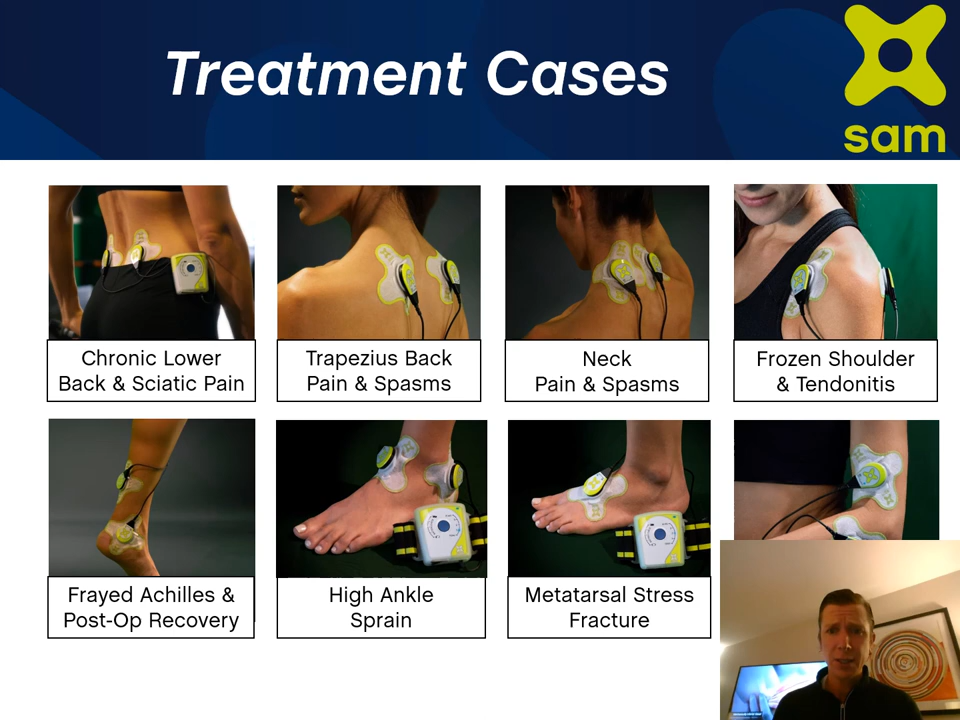 Treatment Cases
sam
Chronic Lower
Back & Sciatic Pain
Trapezius Back
Pain & Spasms
Neck
Pain & Spasms
Frozen Shoulder
& Tendonitis
Frayed Achilles &
Post-Op Recovery
High Ankle
Sprain
Metatarsal Stress
Fracture